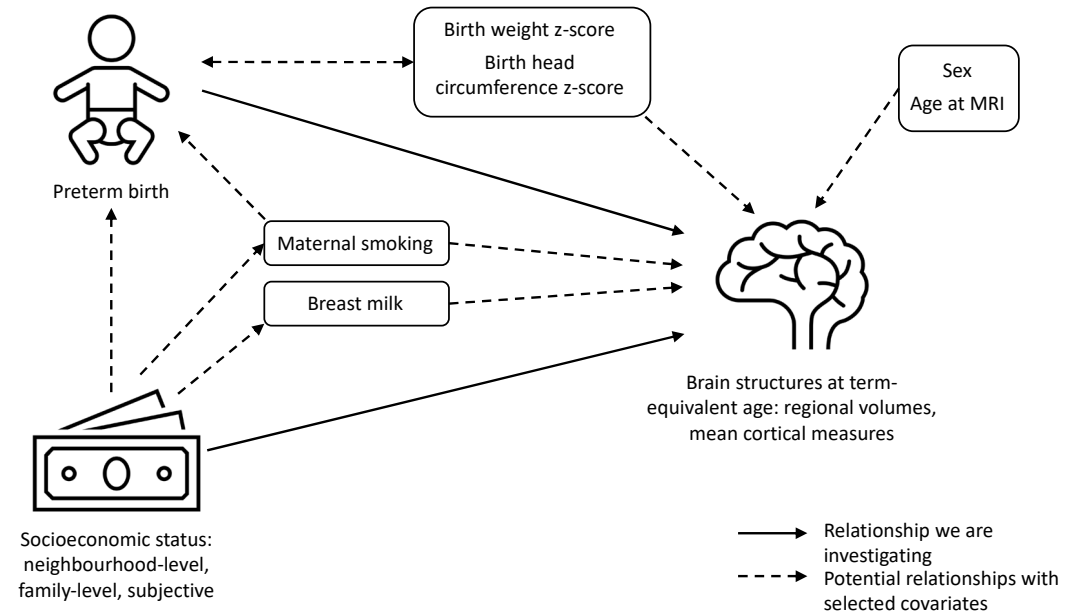 Birth weight z-score
Birth head
circumference z-score
Sex
Age at MRI
Preterm birth
Maternal smoking
Breast milk
Brain structures at term-
equivalent age: regional volumes,
mean cortical measures
Socioeconomic status:
neighbourhood-level,
family-level, subjective
Relationship we are
investigating
Potential relationships with
selected covariates